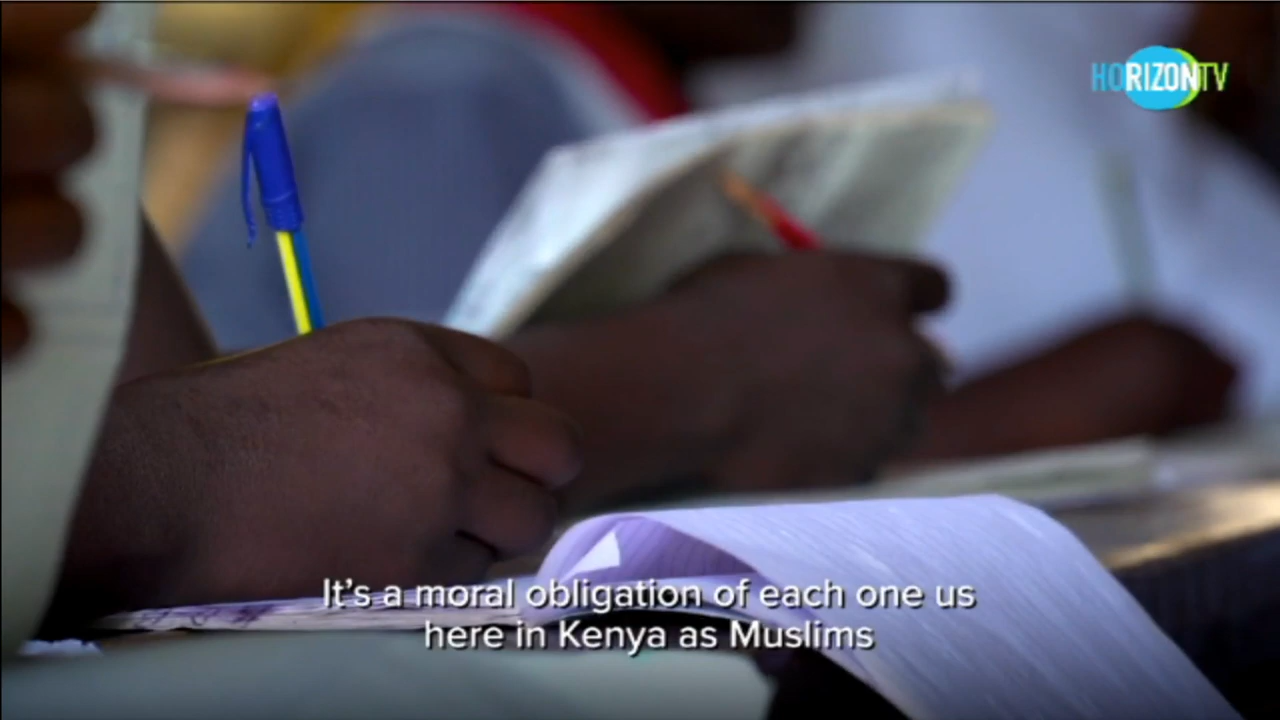 HORIZONTV
It's a moral obligation of each one us
here in Kenya as Muslims